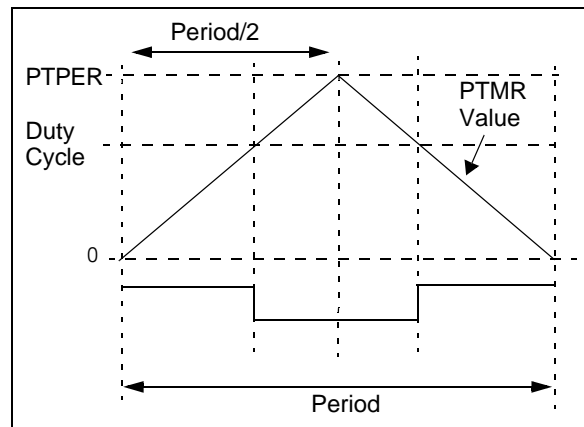 Period/2
PTPER
PTMR
Value
Duty
Cycle
0
Period